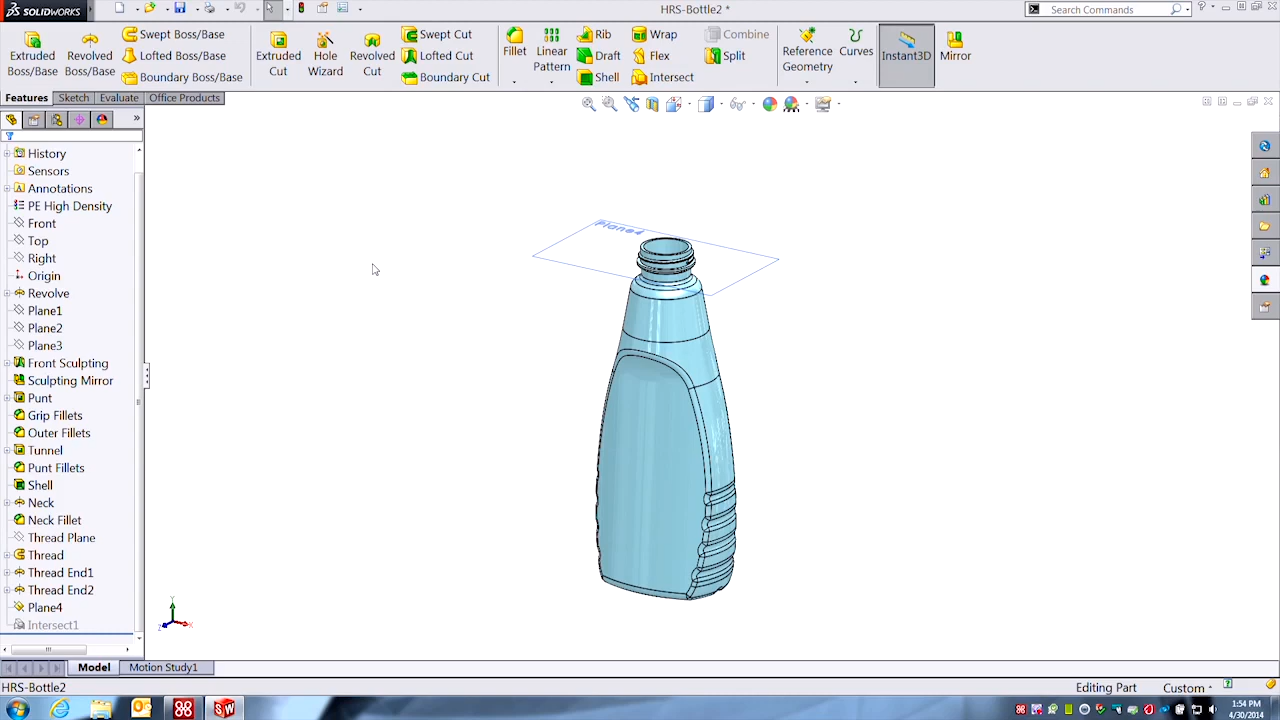 SOLIDWORKS
HRS-Bottle2 *
Search Commands
Extruded Boss/Base
Revolved Boss/Base
Swept Boss/Base
Lofted Boss/Base
Boundary Boss/Base
Extruded Cut
Hole Wizard
Revolved Cut
Swept Cut
Lofted Cut
Boundary Cut
Fillet
Linear Pattern
Rib
Draft
Shell
Wrap
Flex
Intersect
Combine
Split
Reference Geometry
Curves
Instant3D
Mirror
Features
Sketch
Evaluate
Office Products
History
Sensors
Annotations
PE High Density
Front
Top
Right
Origin
Revolve
Plane1
Plane2
Plane3
Front Sculpting
Sculpting Mirror
Punt
Grip Fillets
Outer Fillets
Tunnel
Punt Fillets
Shell
Neck
Neck Fillet
Thread Plane
Thread
Thread End1
Thread End2
Plane4
Intersect1
Plane4
Y
X
Z
Model
Motion Study1
HRS-Bottle2
Editing Part
Custom
1:54 PM
4/30/2014